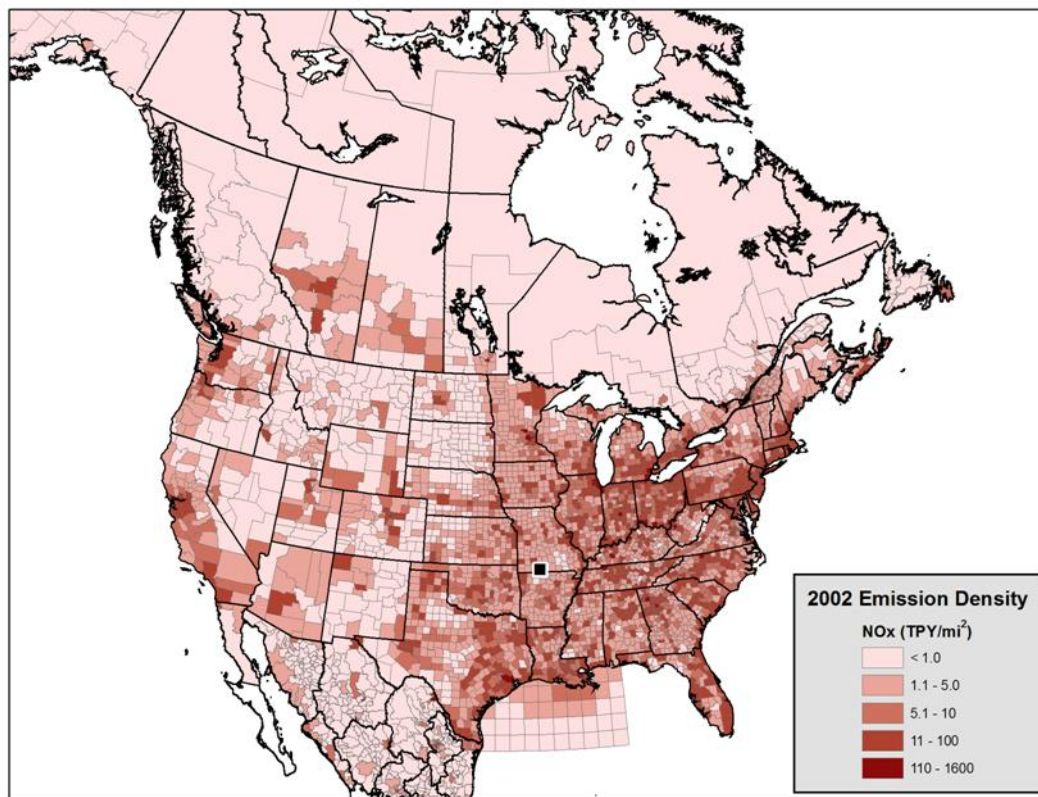 2002 Emission Density
NOx (TPY/mi²)
< 1.0
1.1 - 5.0
5.1 - 10
11 - 100
110 - 1600